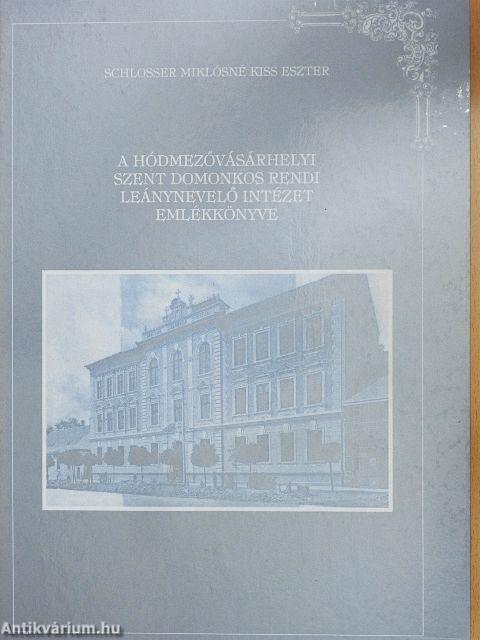 SCHLOSSER MIKLÓSNÉ KISS ESZTER
A HÓDMEZŐVÁSÁRHELYI
SZENT DOMONKOS RENDI
LEÁNYNEVELŐ INTÉZET
EMLÉKKÖNYVE
Antikvárium.hu